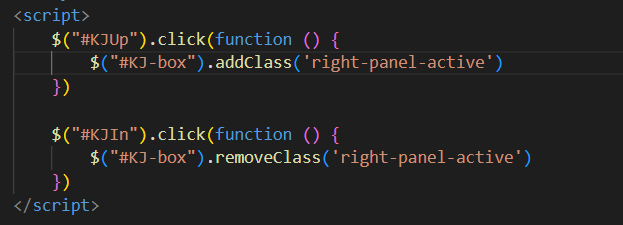 <script>
$("#KJUp").click(function () {
$("#KJ-box").addClass('right-panel-active')
})
$("#KJIn").click(function () {
$("#KJ-box").removeClass('right-panel-active')
})
</script>